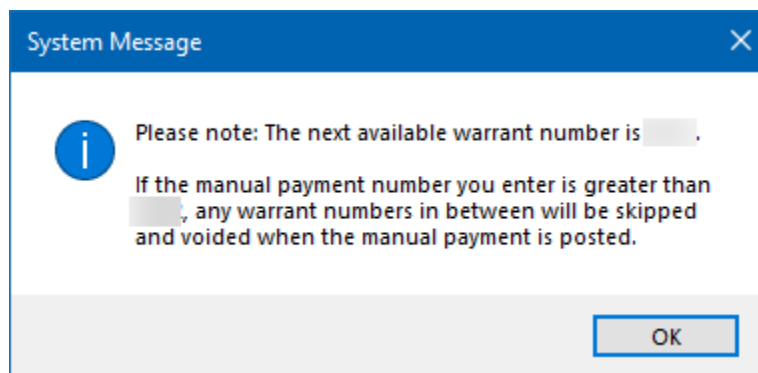 System Message
Please note: The next available warrant number is .
If the manual payment number you enter is greater than
, any warrant numbers in between will be skipped
and voided when the manual payment is posted.
OK